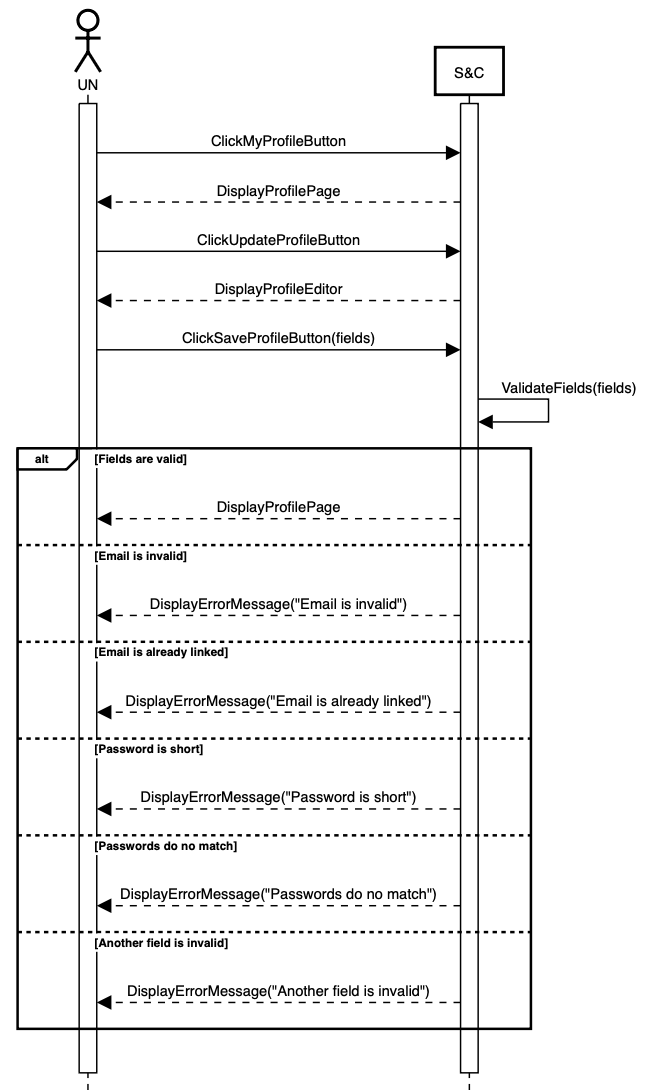 UN
S&C
ClickMyProfileButton
DisplayProfilePage
ClickUpdateProfileButton
DisplayProfileEditor
ClickSaveProfileButton(fields)
ValidateFields(fields)
alt
[Fields are valid]
DisplayProfilePage
[Email is invalid]
DisplayErrorMessage("Email is invalid")
[Email is already linked]
DisplayErrorMessage("Email is already linked")
[Password is short]
DisplayErrorMessage("Password is short")
[Passwords do no match]
DisplayErrorMessage("Passwords do no match")
[Another field is invalid]
DisplayErrorMessage("Another field is invalid")